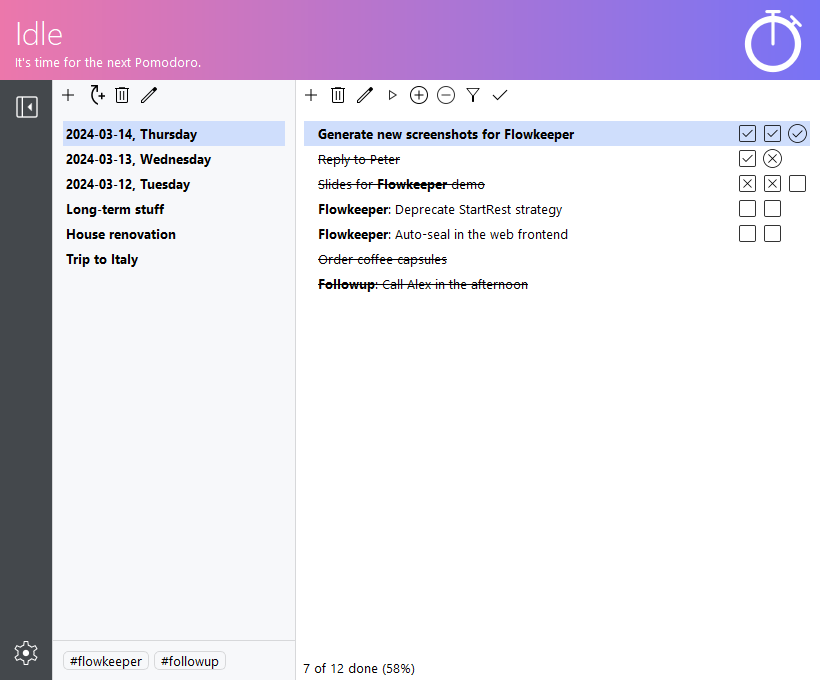 Idle
It's time for the next Pomodoro.
2024-03-14, Thursday
2024-03-13, Wednesday
2024-03-12, Tuesday
Long-term stuff
House renovation
Trip to Italy
#flowkeeper #followup
Generate new screenshots for Flowkeeper
Reply to Peter
Slides for Flowkeeper demo
Flowkeeper: Deprecate StartRest strategy
Flowkeeper: Auto-seal in the web frontend
Order coffee capsules
Followup: Call Alex in the afternoon
7 of 12 done (58%)